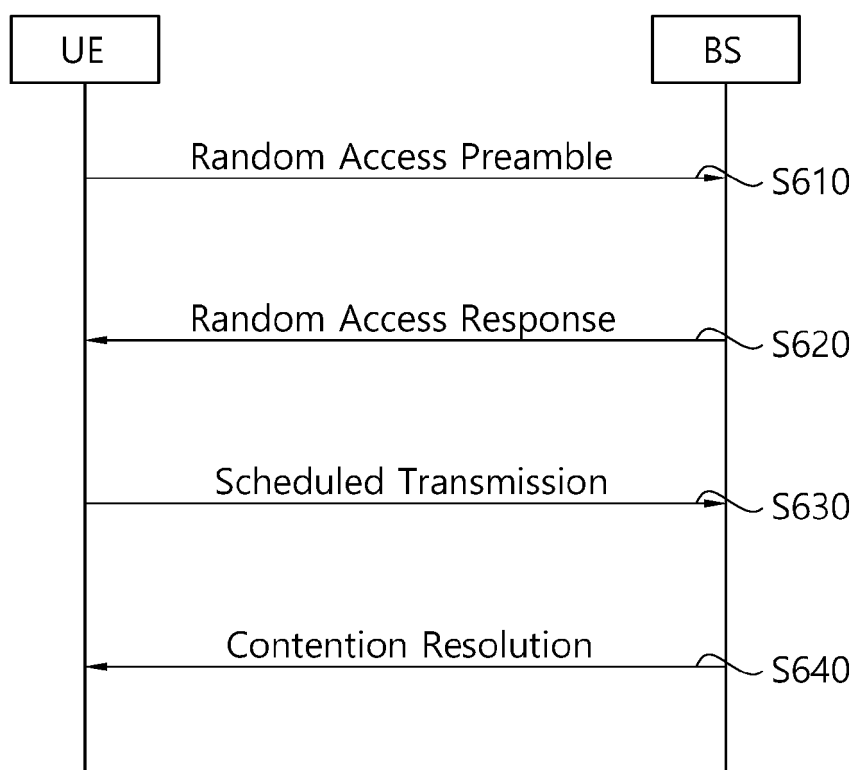 UE
BS
Random Access Preamble
S610
Random Access Response
S620
Scheduled Transmission
S630
Contention Resolution
S640